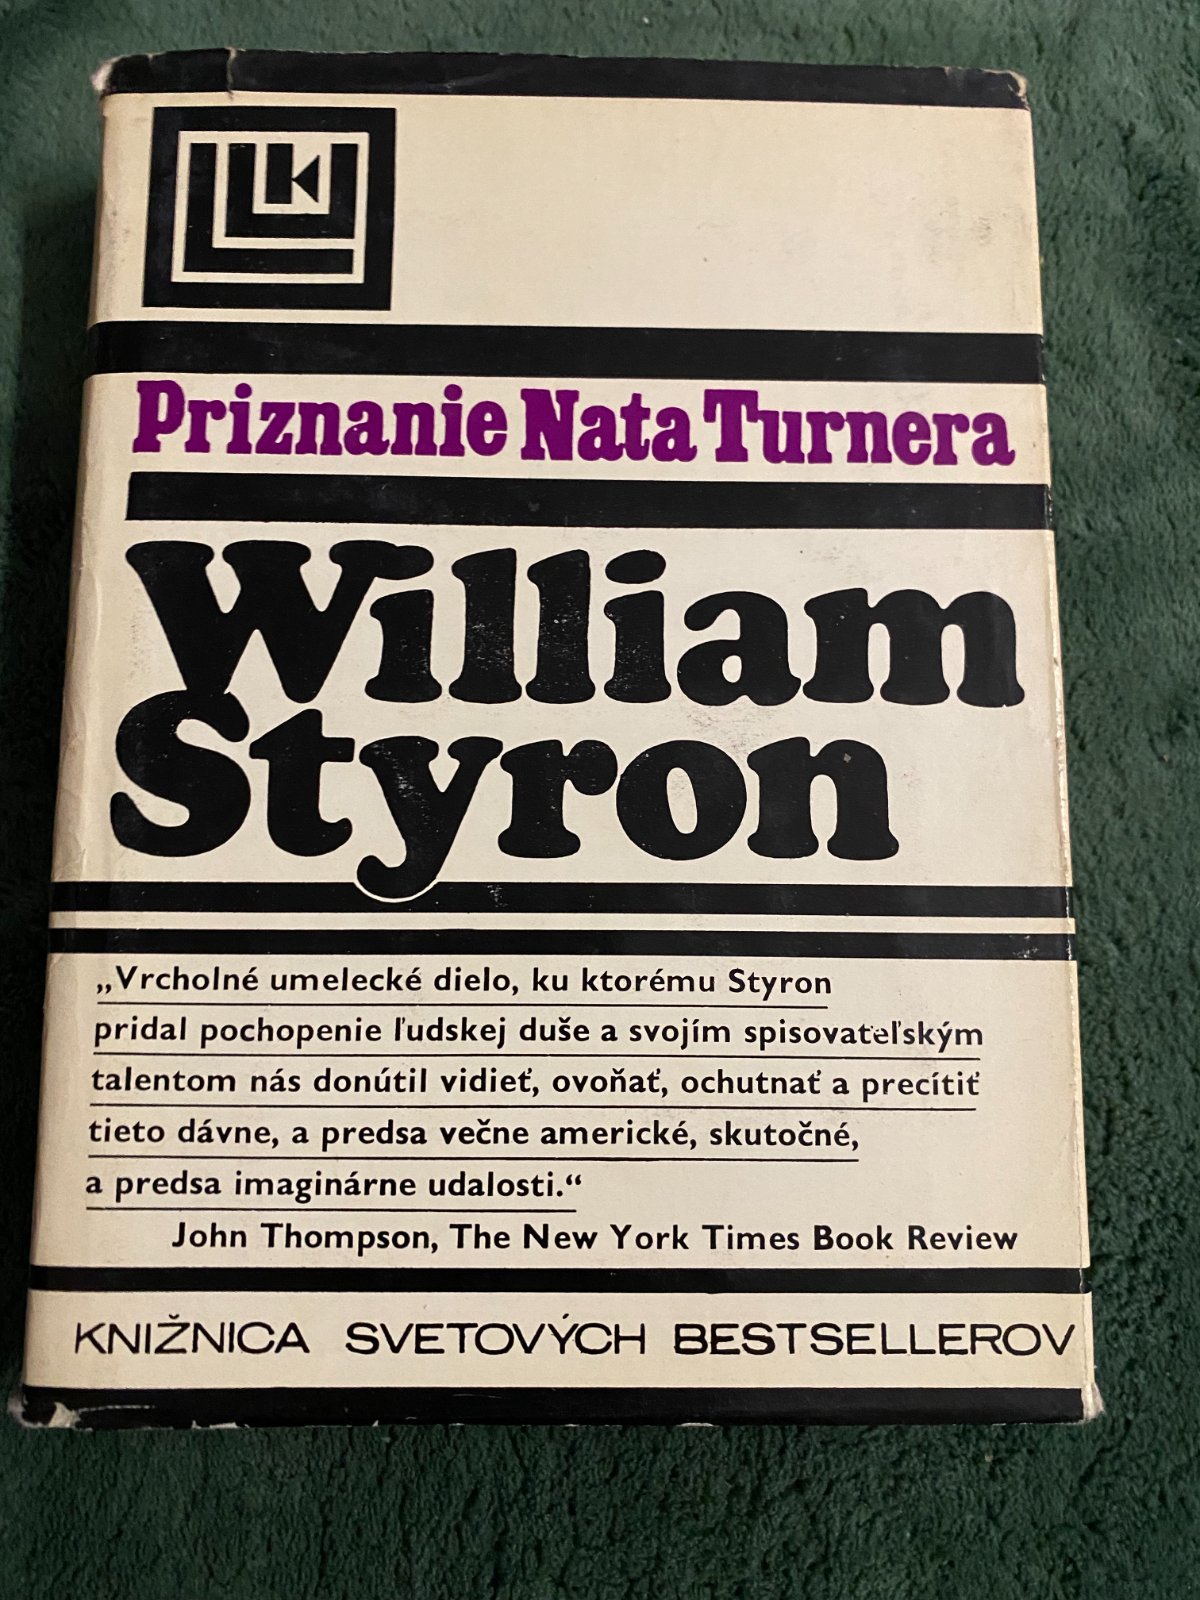 Priznanie Nata Turnera
William
Styron
„Vrcholné umelecké dielo, ku ktorému Styron
pridal pochopenie ľudskej duše a svojím spisovateľským
talentom nás donútil vidieť, ovoňať, ochutnať a precítiť
tieto dávne, a predsa večne americké, skutočné,
a predsa imaginárne udalosti.“
John Thompson, The New York Times Book Review
KNIŽNICA SVETOVÝCH BESTSELLEROV